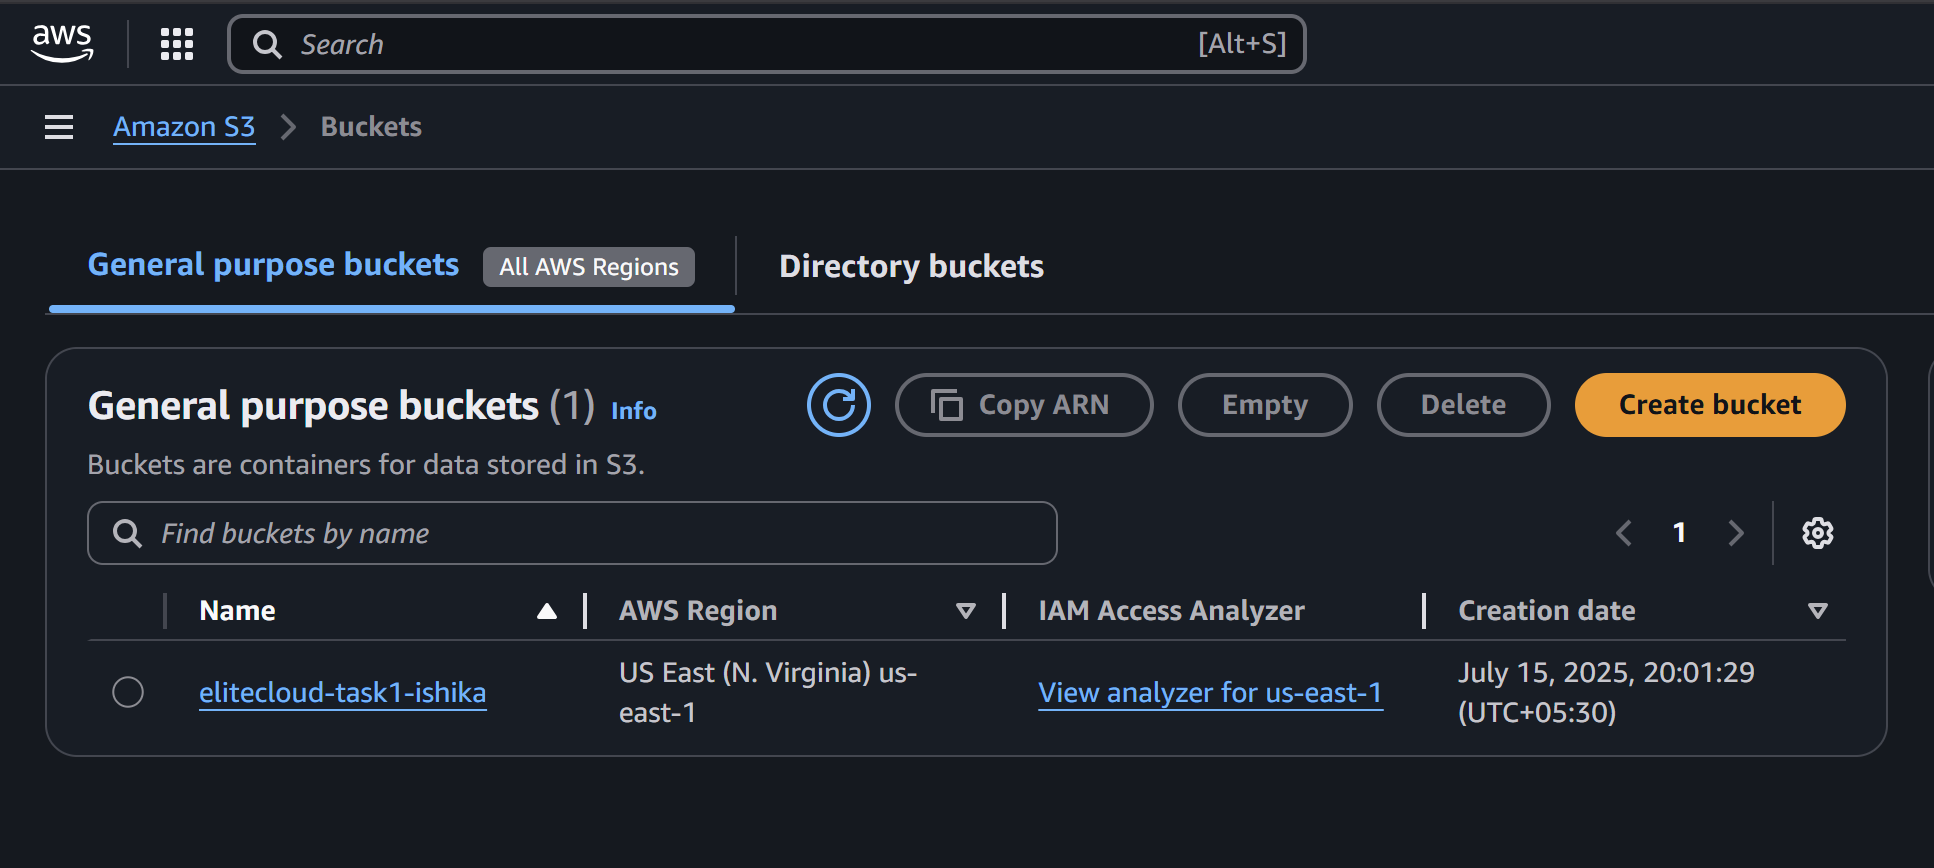 aws
Search [Alt+S]
Amazon S3 Buckets
General purpose buckets All AWS Regions Directory buckets
General purpose buckets (1) Info Copy ARN Empty Delete Create bucket
Buckets are containers for data stored in S3.
Find buckets by name 1
Name AWS Region IAM Access Analyzer Creation date
elitecloud-task1-ishika US East (N. Virginia) us- View analyzer for us-east-1 July 15, 2025, 20:01:29
east-1 (UTC+05:30)